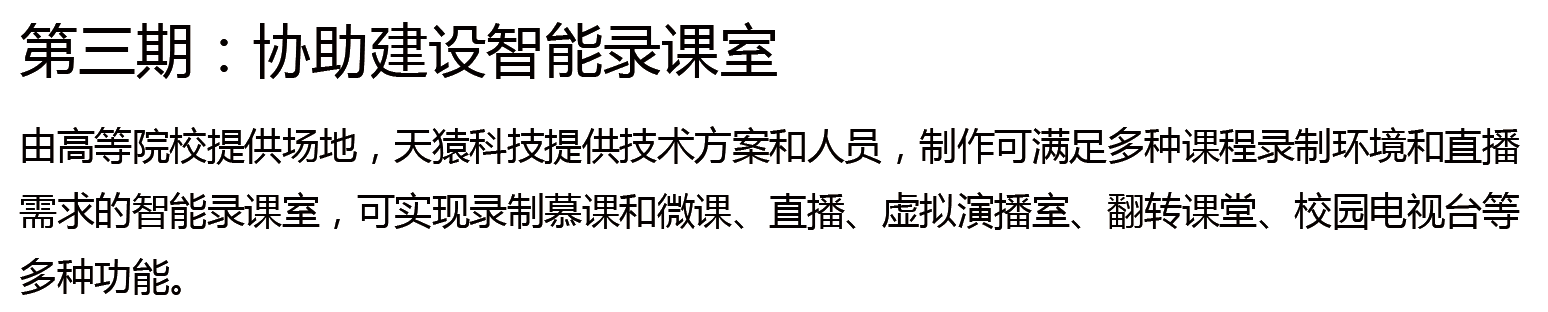 第三期：协助建设智能录课室
由高等院校提供场地，天猿科技提供技术方案和人员，制作可满足多种课程录制环境和直播
需求的智能录课室，可实现录制慕课和微课、直播、虚拟演播室、翻转课堂、校园电视台等
多种功能。